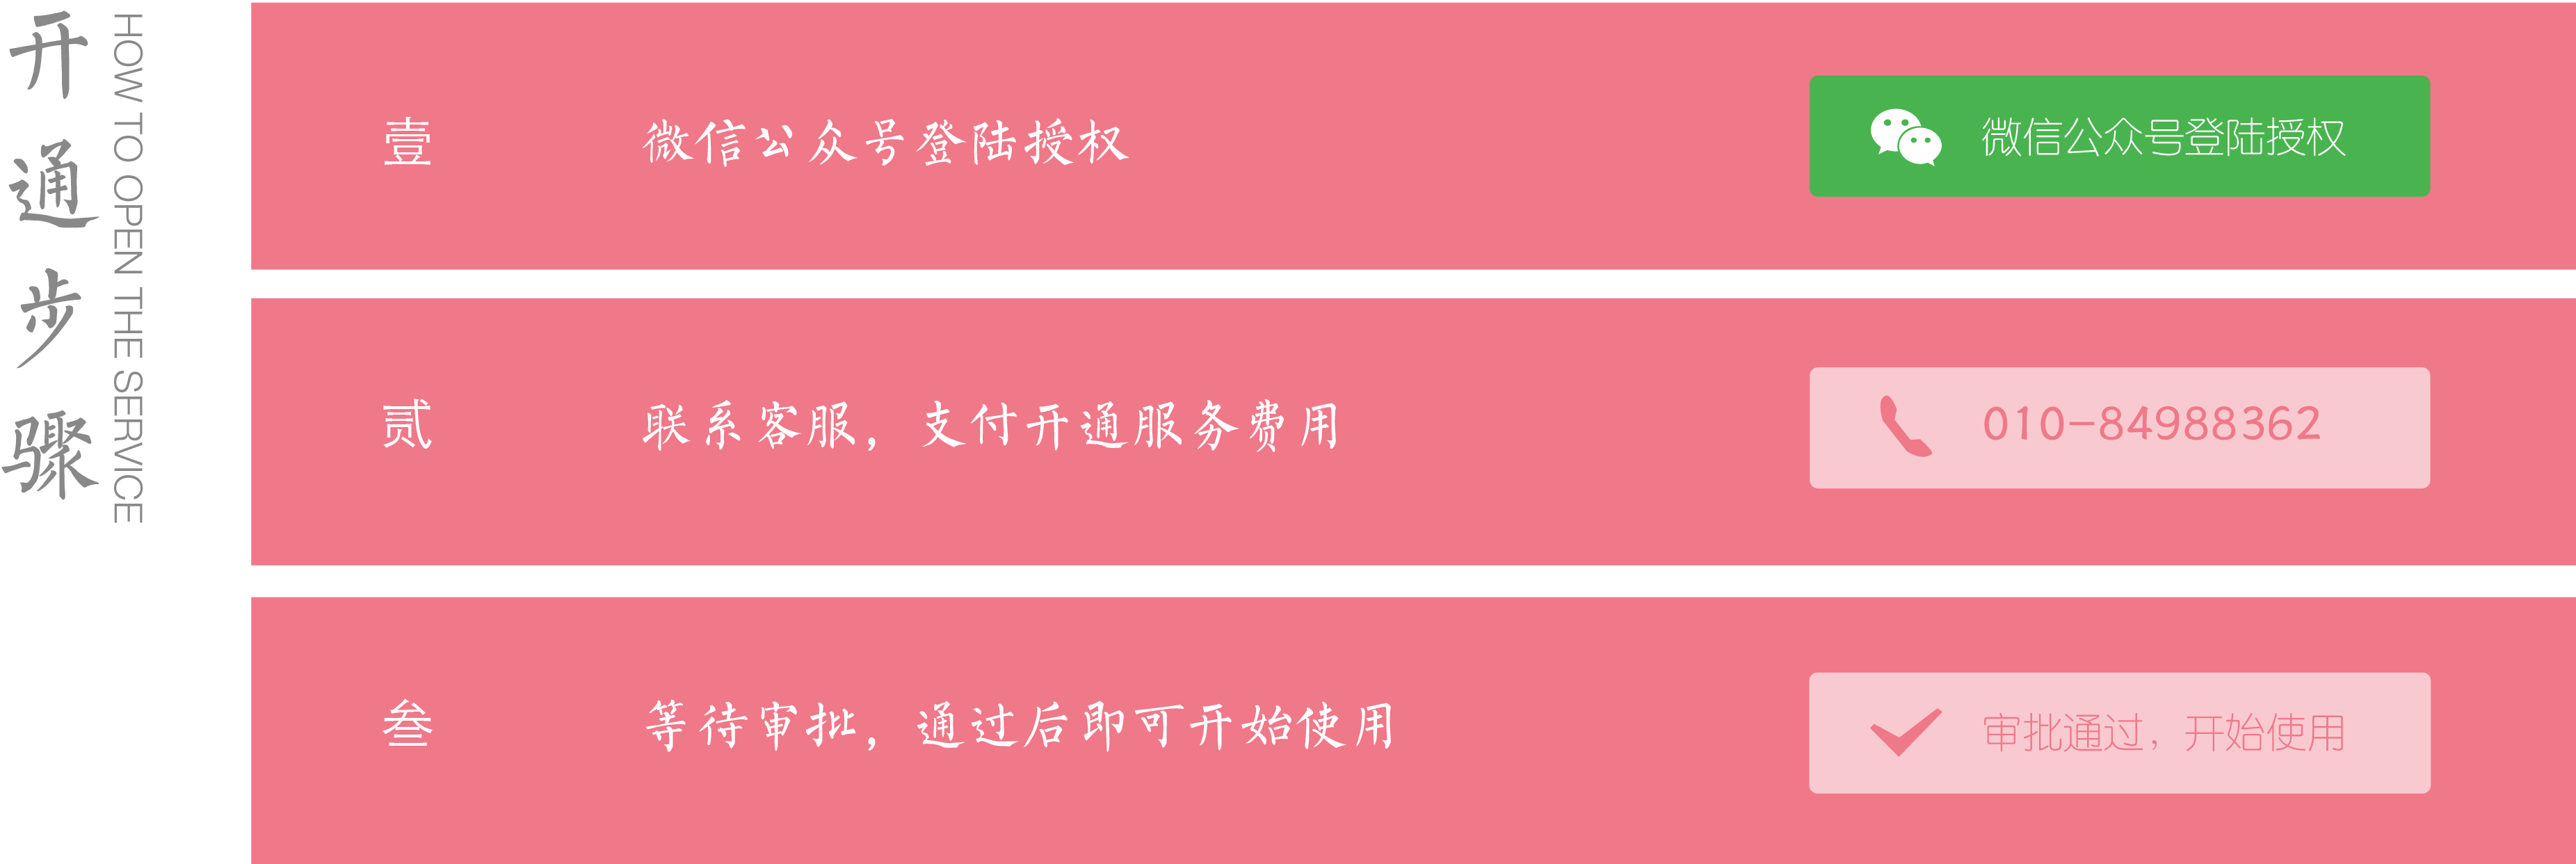 开通步骤
HOW TO OPEN THE SERVICE
壹
微信公众号登陆授权
微信公众号登陆授权
贰
联系客服，支付开通服务费用
010-84988362
叁
等待审批，通过后即可开始使用
审批通过，开始使用